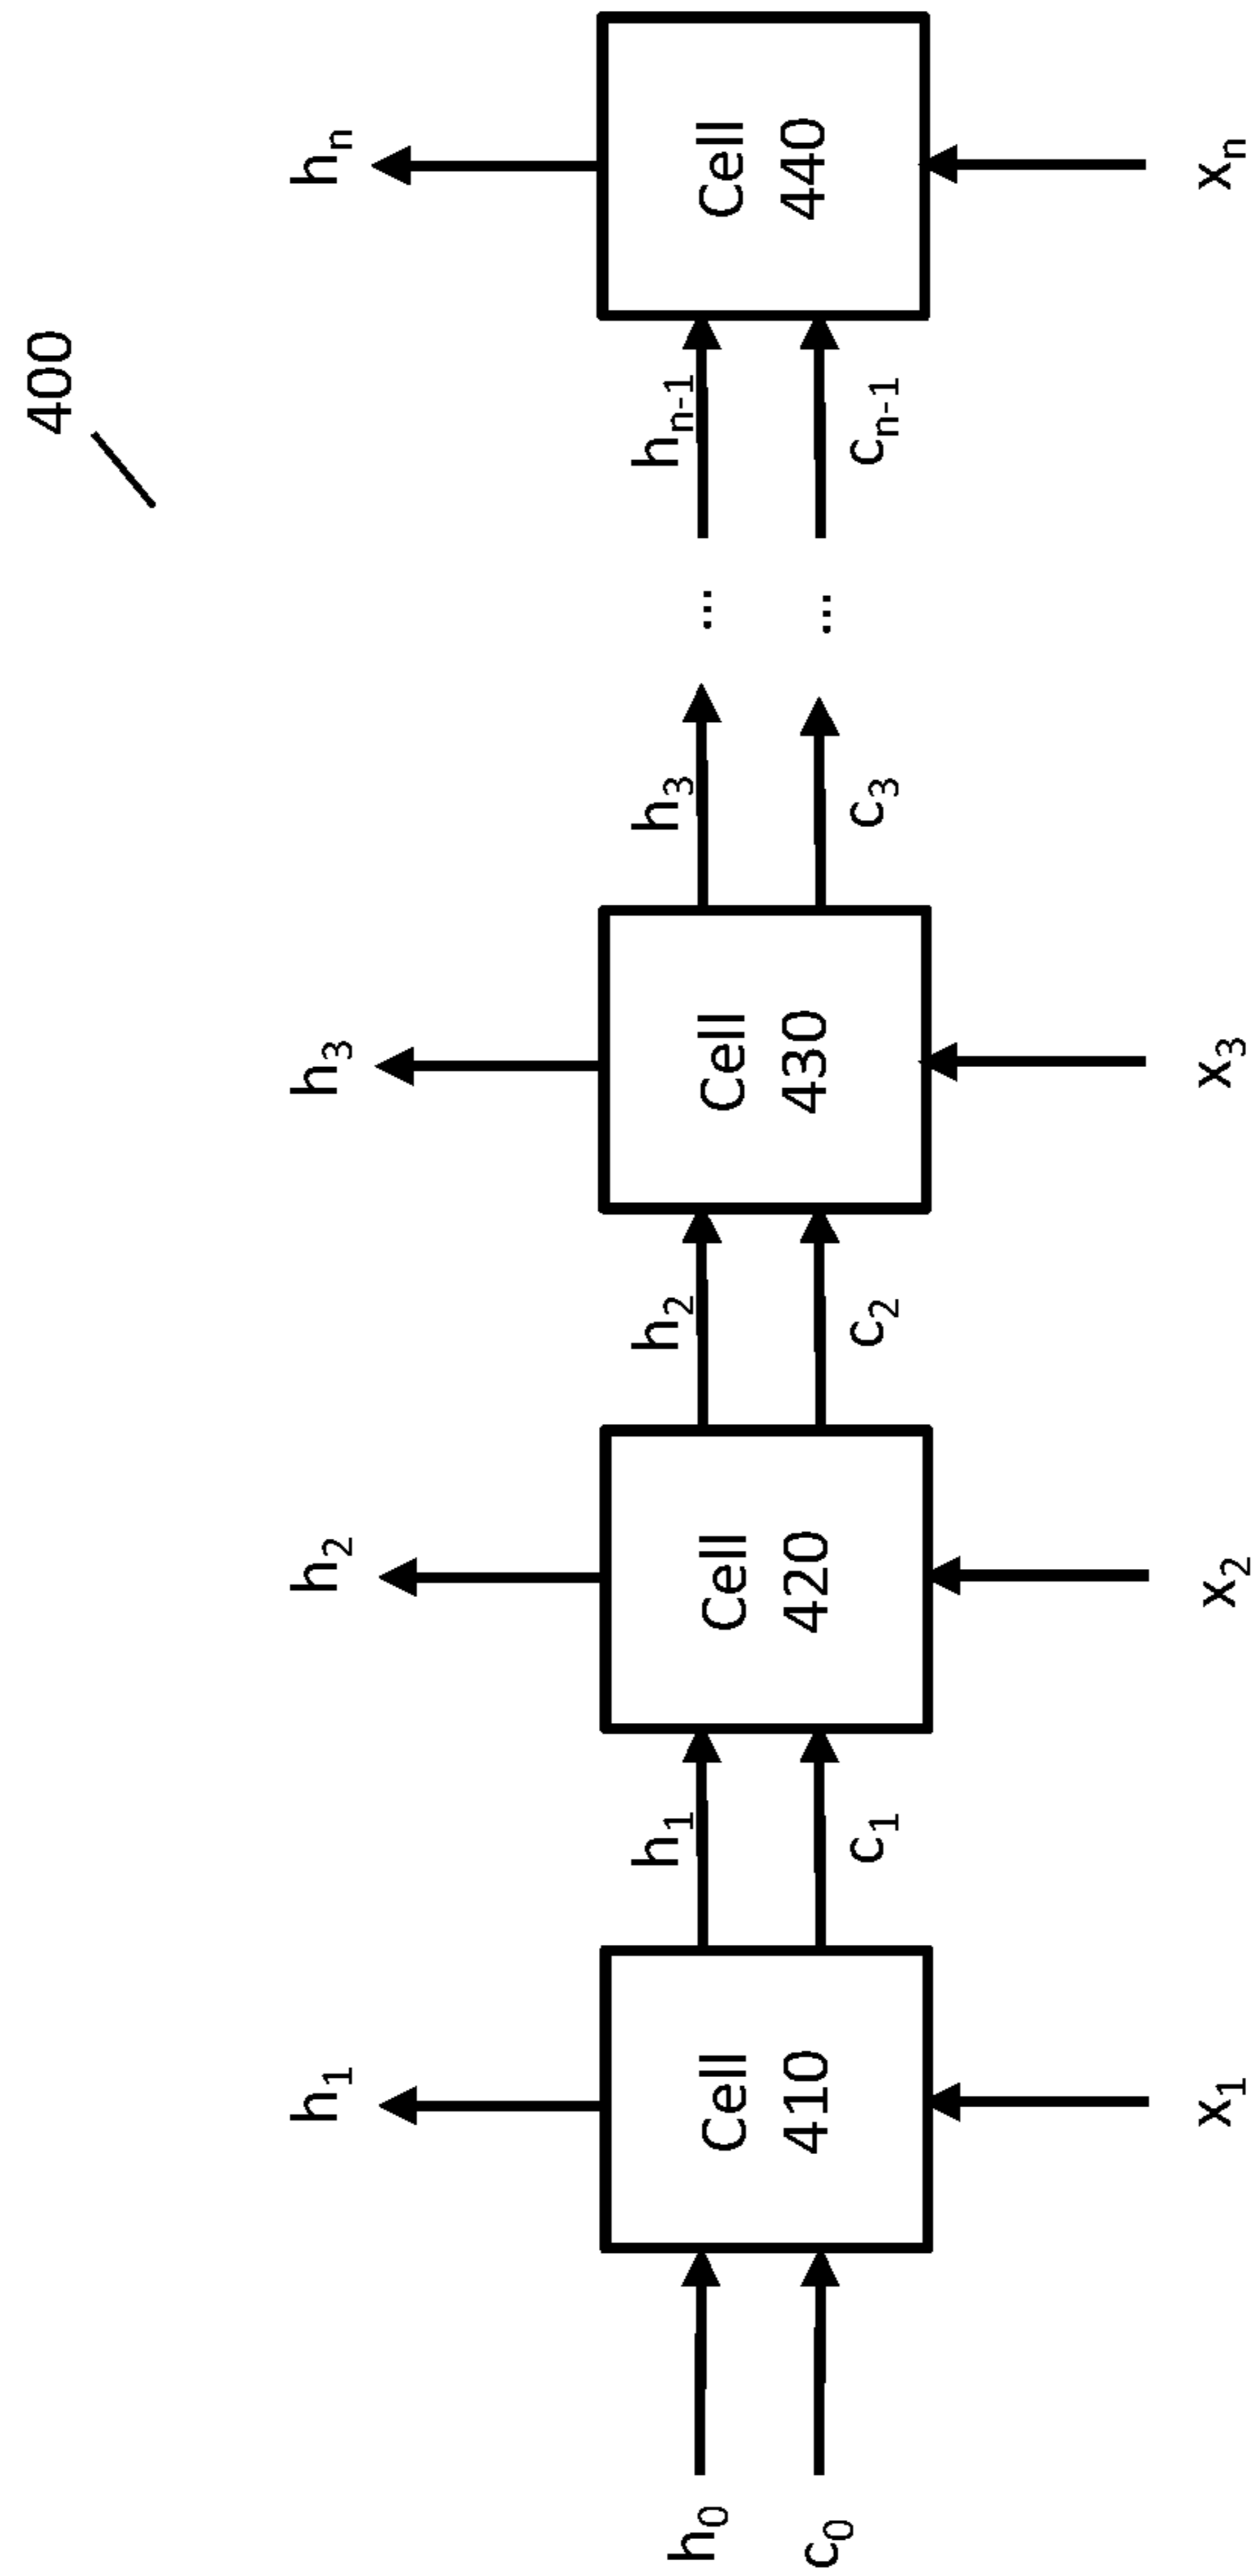 400
h₁ h₂ h₃ hₙ
h₀ h₁ h₂ h₃ ... hₙ₋₁
Cell Cell Cell Cell
410 420 430 440
c₀ c₁ c₂ c₃ ... cₙ₋₁
x₁ x₂ x₃ xₙ